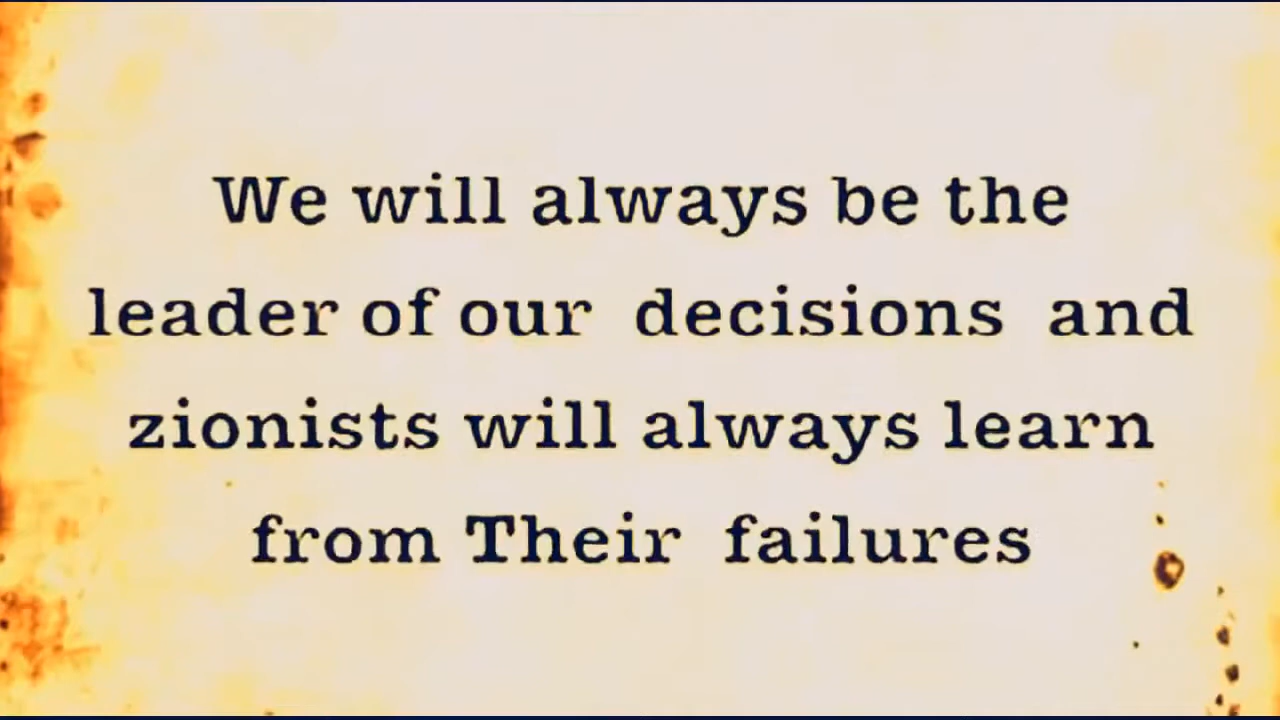 We will always be the
leader of our decisions and
zionists will always learn
from Their failures